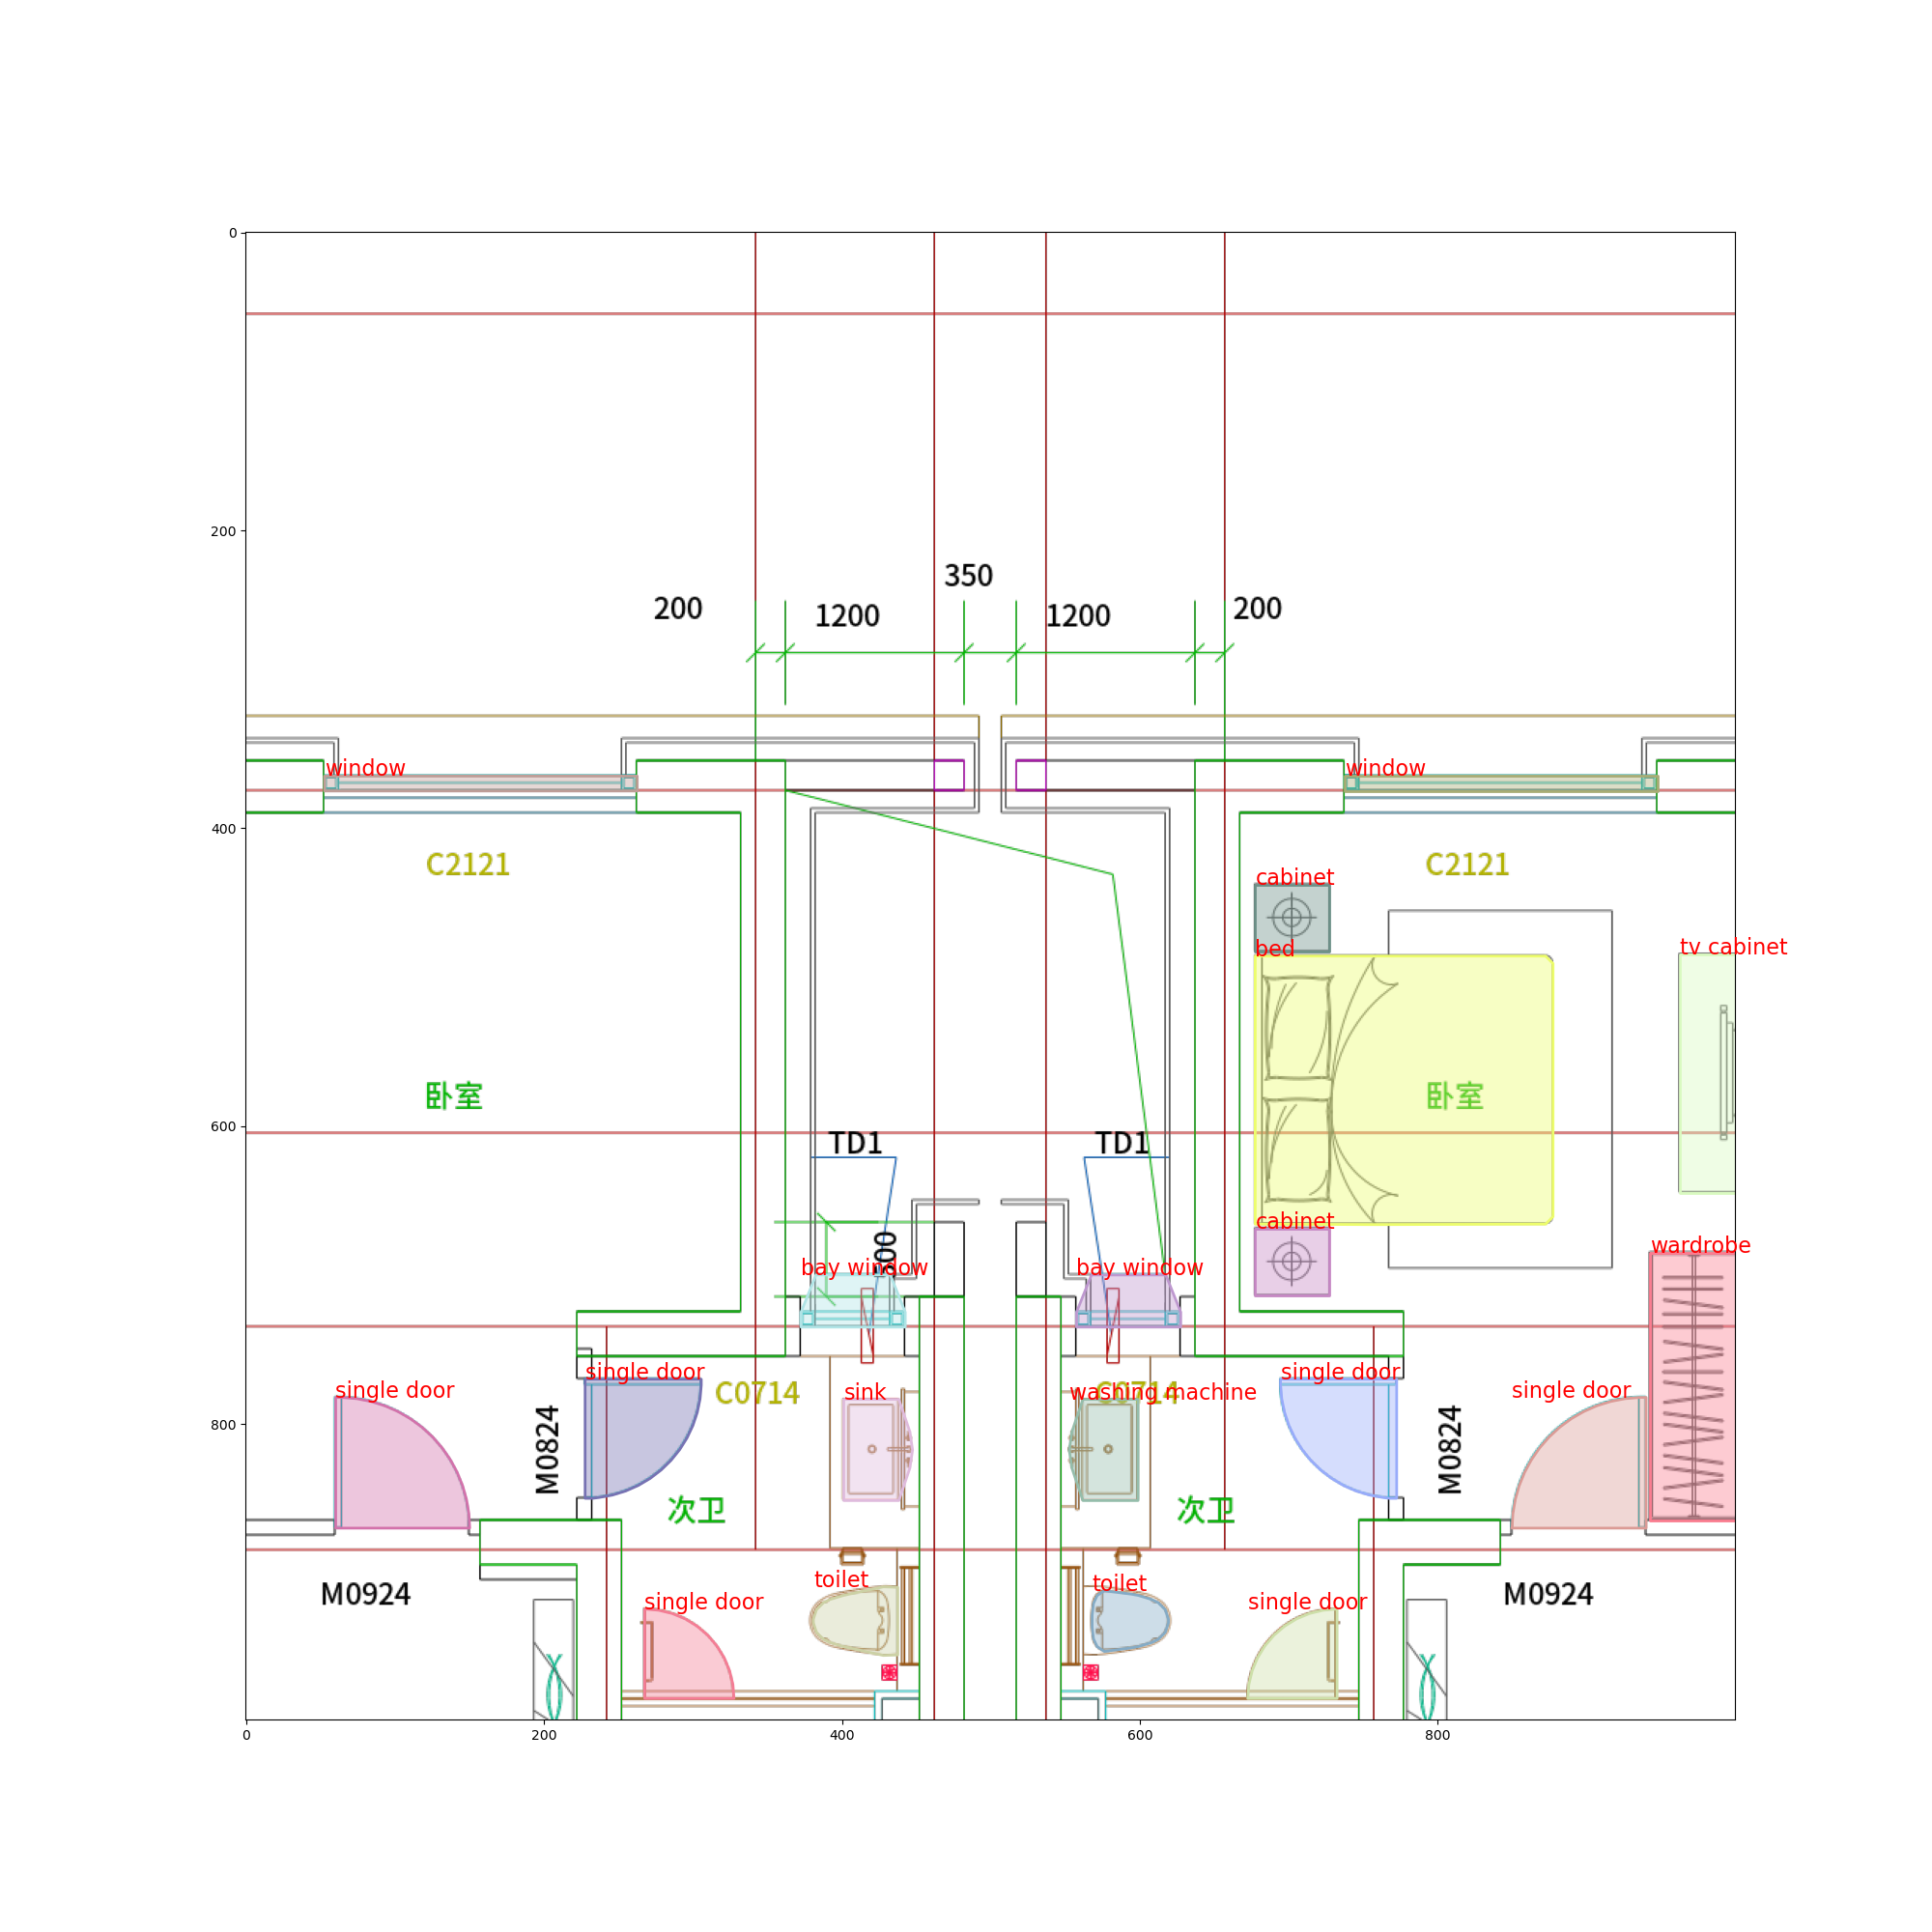 0
200
400
600
800
350
200
1200
1200
200
window
window
C2121
C2121
cabinet
bed
tv cabinet
卧室
卧室
TD1
TD1
cabinet
wardrobe
bay window
bay window
single door
single door
single door
single door
C0714
sink
washing machine
C0714
M0824
M0824
次卫
次卫
M0924
toilet
toilet
M0924
single door
single door
0
200
400
600
800